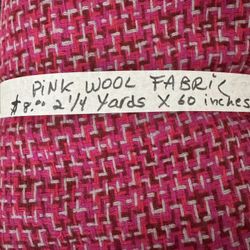 PiNK WOOL FABRIC
$8.00 2 1/4 YARDS X 60 inches